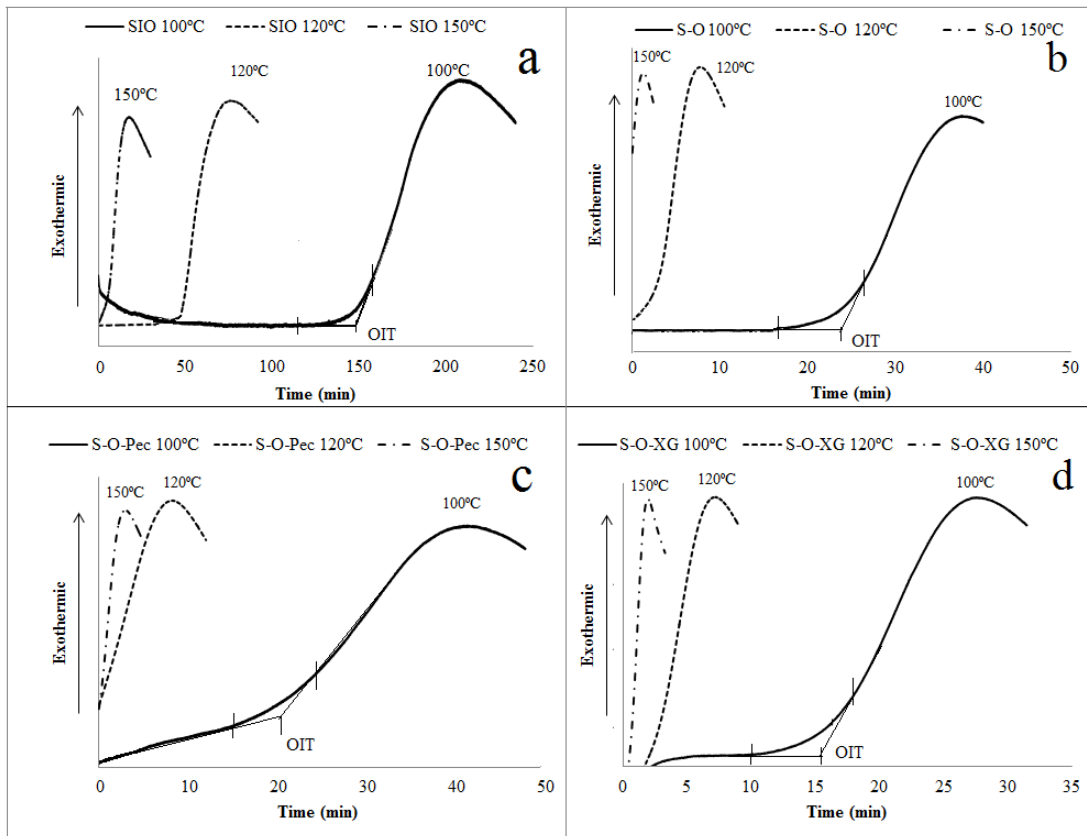 SIO 100ºC SIO 120ºC SIO 150ºC
a
150ºC
120ºC
100ºC
Exothermic
OIT
0 50 100 150 200 250
Time (min)
S-O 100ºC S-O 120ºC S-O 150ºC
b
150ºC
120ºC
100ºC
Exothermic
OIT
0 10 20 30 40 50
Time (min)
S-O-Pec 100ºC S-O-Pec 120ºC S-O-Pec 150ºC
c
150ºC
120ºC
100ºC
Exothermic
OIT
0 10 20 30 40 50
Time (min)
S-O-XG 100ºC S-O-XG 120ºC S-O-XG 150ºC
d
150ºC
120ºC
100ºC
Exothermic
OIT
0 5 10 15 20 25 30 35
Time (min)